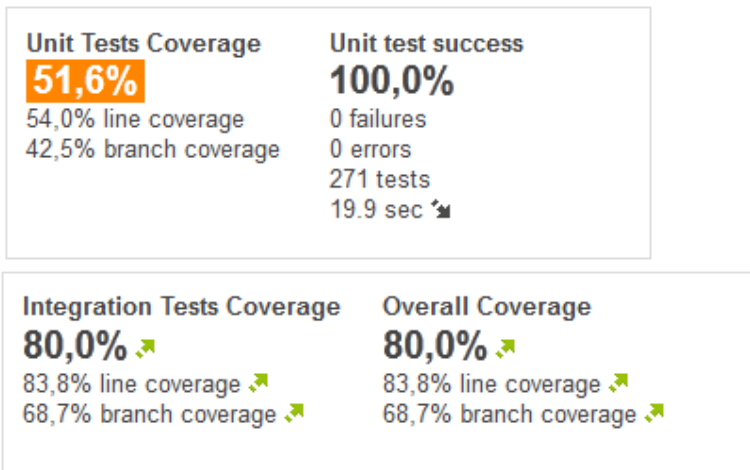 Unit Tests Coverage
51,6%
54,0% line coverage
42,5% branch coverage
Unit test success
100,0%
0 failures
0 errors
271 tests
19.9 sec
Integration Tests Coverage
80,0%
83,8% line coverage
68,7% branch coverage
Overall Coverage
80,0%
83,8% line coverage
68,7% branch coverage